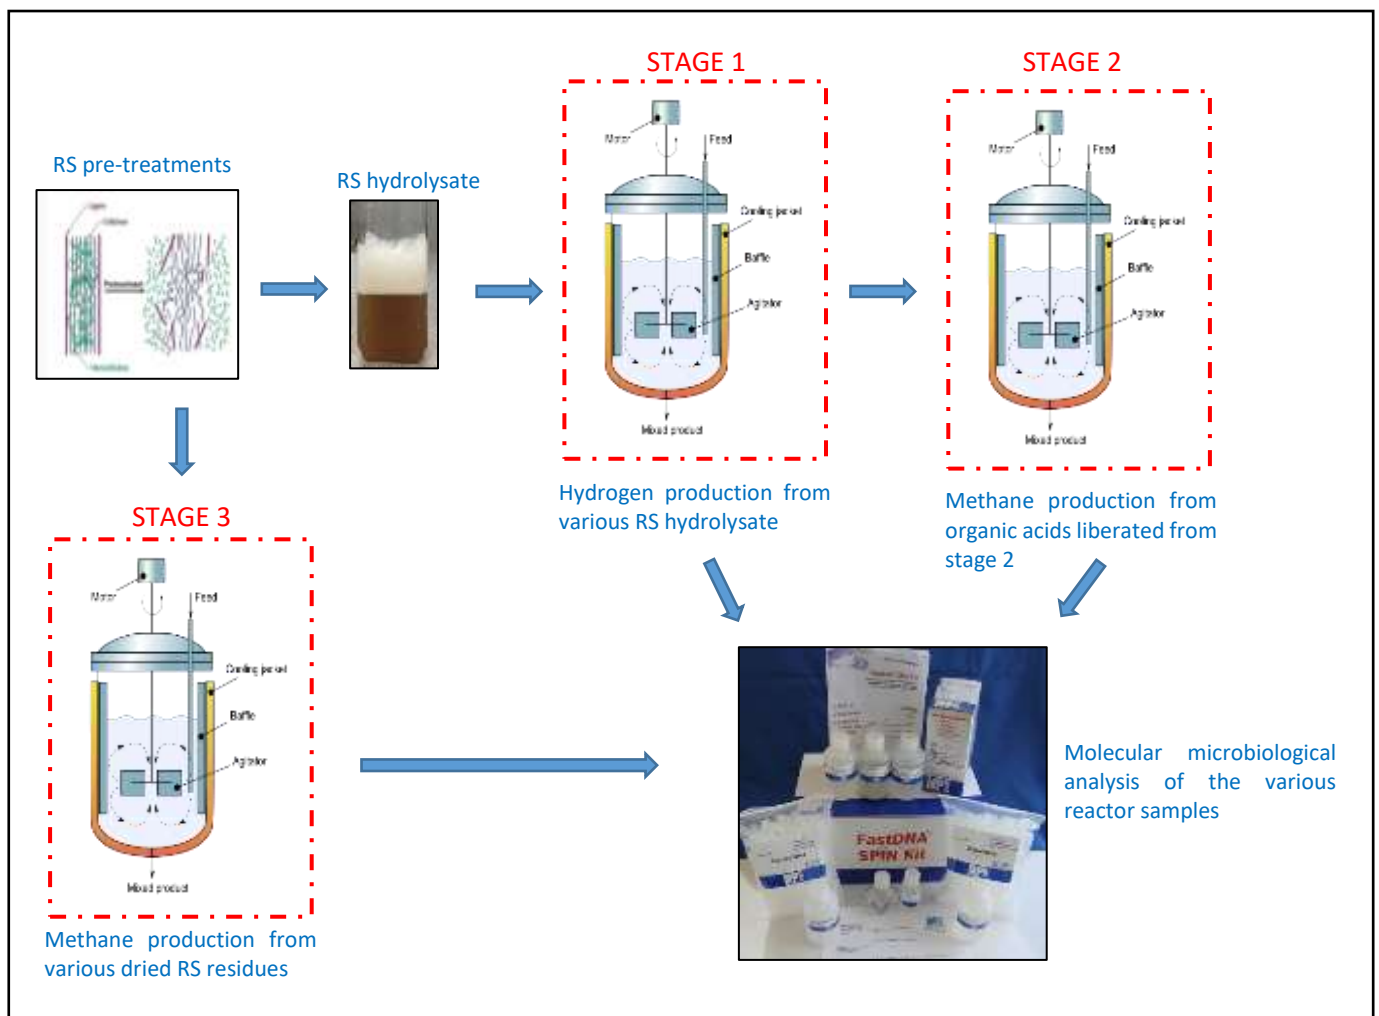 STAGE 1
STAGE 2
RS pre-treatments
RS hydrolysate
Pretreatment
Motor
Feed
Cooling jacket
Baffle
Agitator
Mixed product
Motor
Feed
Cooling jacket
Baffle
Agitator
Mixed product
Hydrogen production from
various RS hydrolysate
Methane production from
organic acids liberated from
stage 2
STAGE 3
Motor
Feed
Cooling jacket
Baffle
Agitator
Mixed product
Methane production from
various dried RS residues
FastDNA
SPIN Kit
Molecular microbiological
analysis of the various
reactor samples